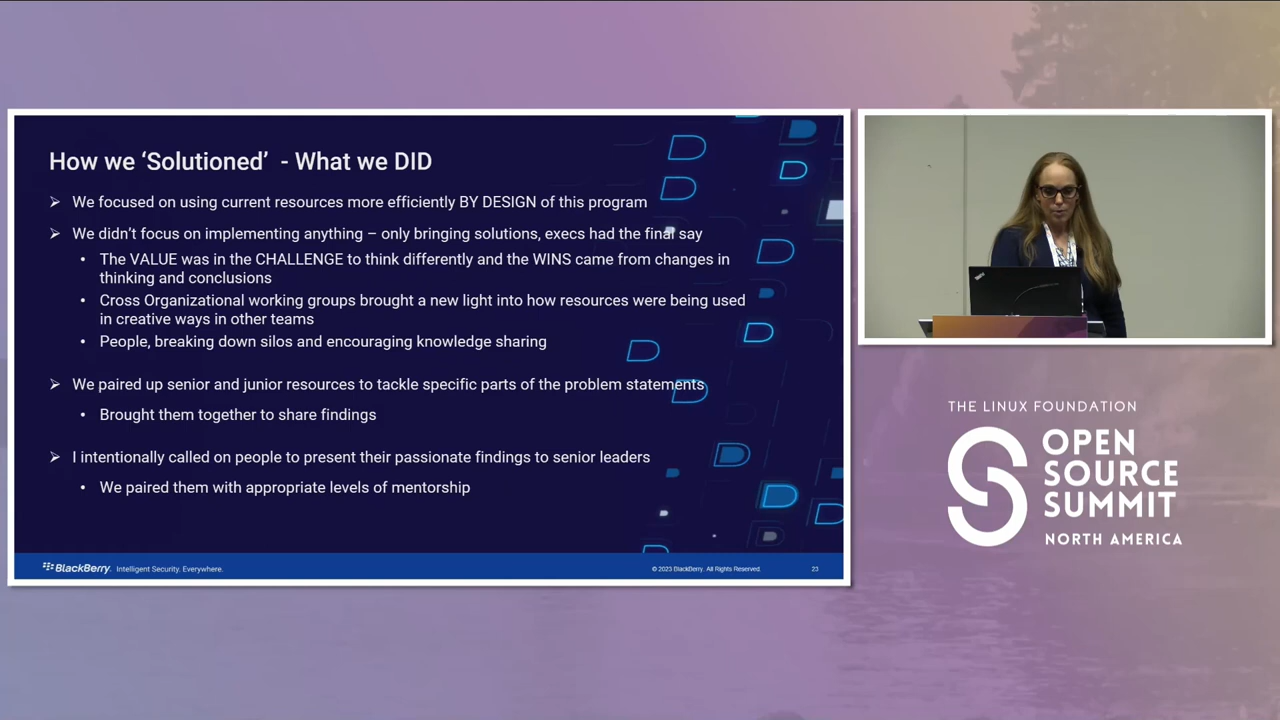 How we ‘Solutioned’ - What we DID
➢ We focused on using current resources more efficiently BY DESIGN of this program
➢ We didn’t focus on implementing anything – only bringing solutions, execs had the final say
• The VALUE was in the CHALLENGE to think differently and the WINS came from changes in
thinking and conclusions
• Cross Organizational working groups brought a new light into how resources were being used
in creative ways in other teams
• People, breaking down silos and encouraging knowledge sharing
➢ We paired up senior and junior resources to tackle specific parts of the problem statements
• Brought them together to share findings
➢ I intentionally called on people to present their passionate findings to senior leaders
• We paired them with appropriate levels of mentorship
BlackBerry. Intelligent Security. Everywhere.
© 2023 BlackBerry. All Rights Reserved.
23
ThinkPad
THE LINUX FOUNDATION
OPEN
SOURCE
SUMMIT
NORTH AMERICA